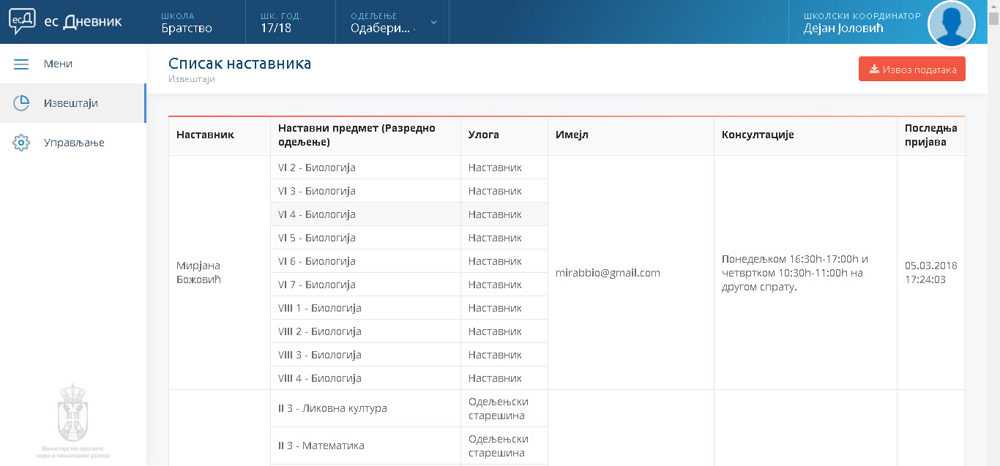 есД ес Дневник
ШКОЛА
Братство
ШК. ГОД.
17/18
ОДЕЉЕЊЕ
Одабери... .
ШКОЛСКИ КООРДИНАТОР
Дејан Јоловић
Мени
Извештаји
Управљање
Списак наставника
Извештаји
Извоз података
Наставник
Наставни предмет (Разредно
одељење)
Улога
Имејл
Консултације
Последња
пријава
Мирјана
Божовић
VI 2 - Биологија Наставник
VI 3 - Биологија Наставник
VI 4 - Биологија Наставник
VI 5 - Биологија Наставник
VI 6 - Биологија Наставник
VI 7 - Биологија Наставник
VIII 1 - Биологија Наставник
VIII 2 - Биологија Наставник
VIII 3 - Биологија Наставник
VIII 4 - Биологија Наставник
mirabbio@gmail.com
Понедељком 16:30h-17:00h и
четвртком 10:30h-11:00h на
другом спрату.
05.03.2018
17:24:03
II 3 - Ликовна култура
Одељењски
старешина
II 3 - Математика
Одељењски
старешина
Министарство просвете,
науке и технолошког развоја